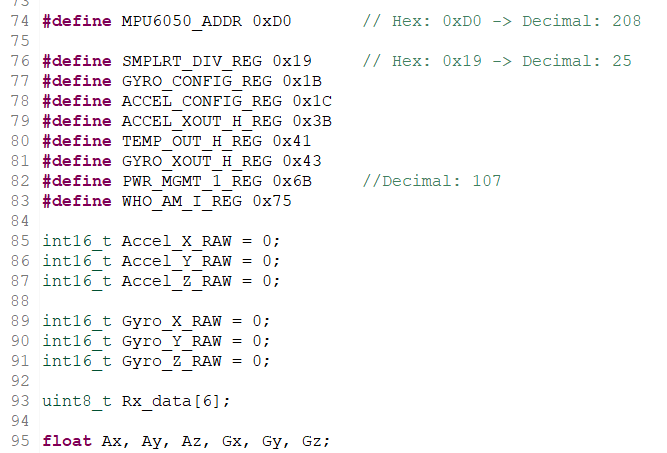 73
74 #define MPU6050_ADDR 0xD0 // Hex: 0xD0 -> Decimal: 208
75
76 #define SMPLRT_DIV_REG 0x19 // Hex: 0x19 -> Decimal: 25
77 #define GYRO_CONFIG_REG 0x1B
78 #define ACCEL_CONFIG_REG 0x1C
79 #define ACCEL_XOUT_H_REG 0x3B
80 #define TEMP_OUT_H_REG 0x41
81 #define GYRO_XOUT_H_REG 0x43
82 #define PWR_MGMT_1_REG 0x6B //Decimal: 107
83 #define WHO_AM_I_REG 0x75
84
85 int16_t Accel_X_RAW = 0;
86 int16_t Accel_Y_RAW = 0;
87 int16_t Accel_Z_RAW = 0;
88
89 int16_t Gyro_X_RAW = 0;
90 int16_t Gyro_Y_RAW = 0;
91 int16_t Gyro_Z_RAW = 0;
92
93 uint8_t Rx_data[6];
94
95 float Ax, Ay, Az, Gx, Gy, Gz;